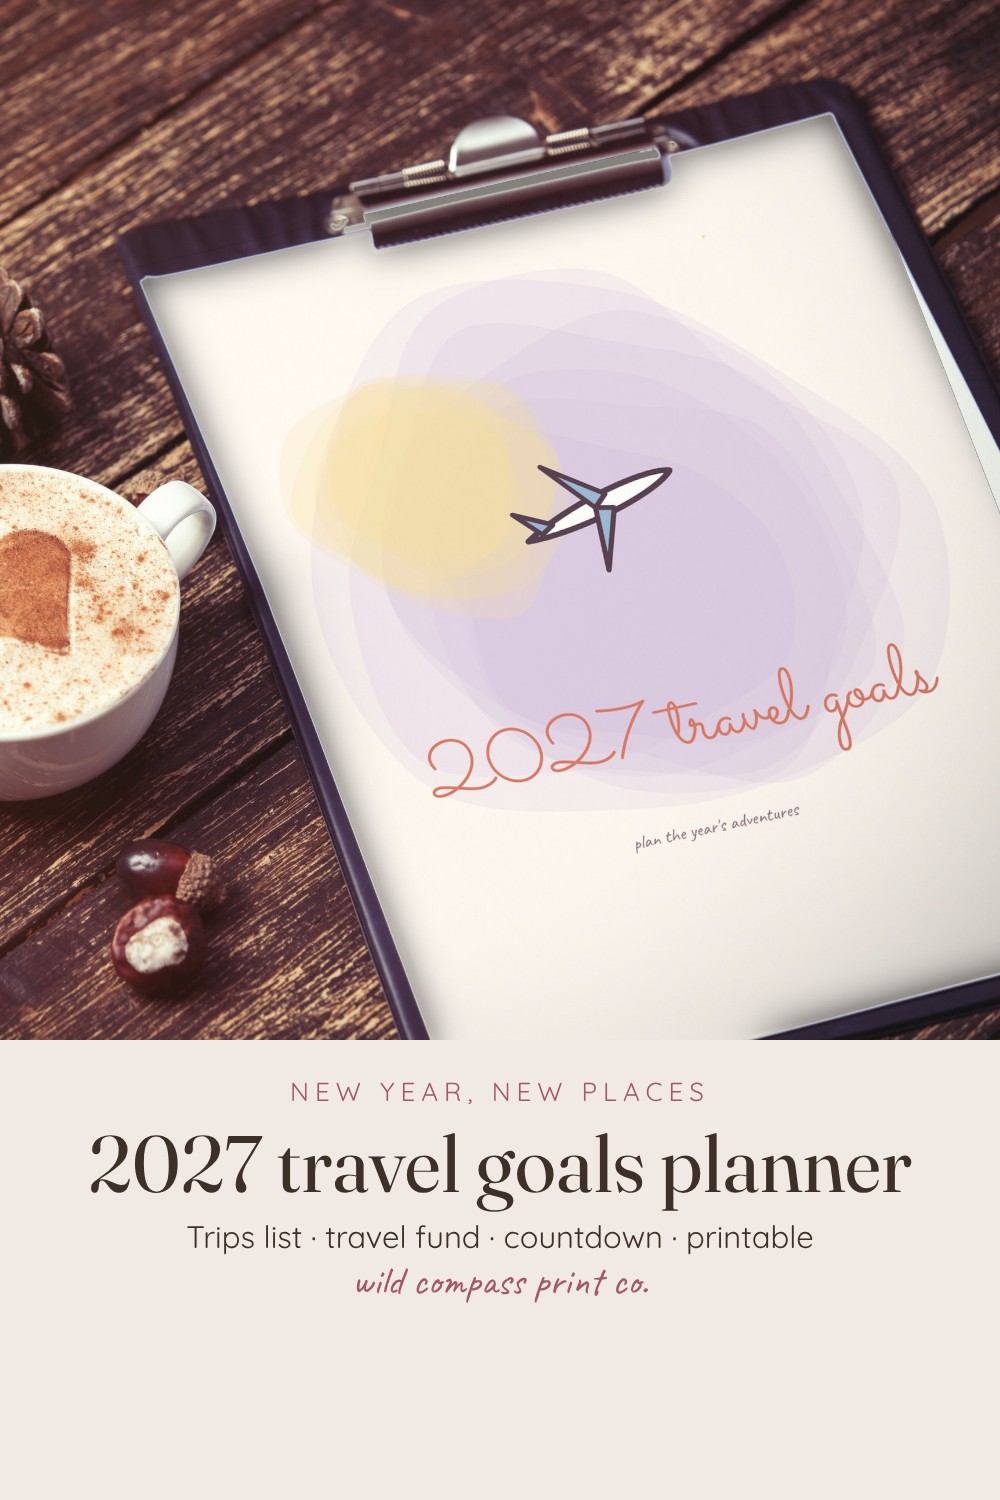 2027 travel goals
plan the year's adventures
NEW YEAR, NEW PLACES
2027 travel goals planner
Trips list · travel fund · countdown · printable
wild compass print co.